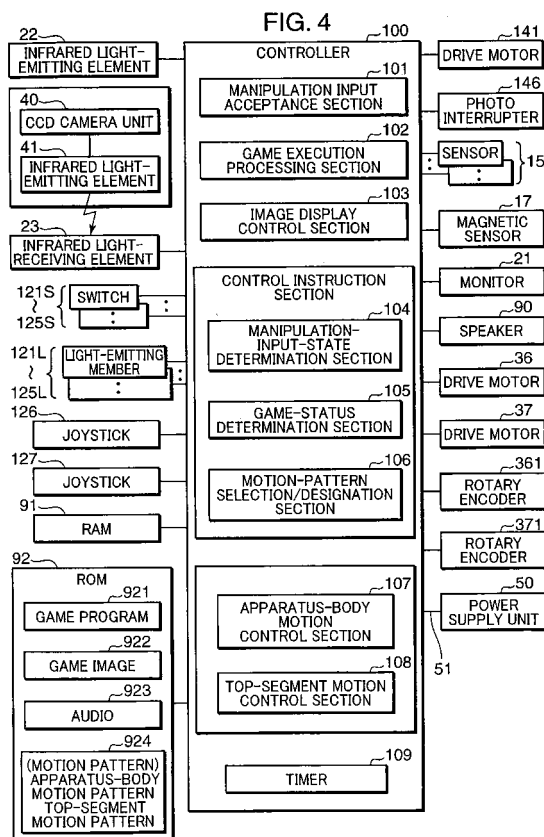 FIG. 4
22
INFRARED LIGHT-
EMITTING ELEMENT
40
CCD CAMERA UNIT
41
INFRARED LIGHT-
EMITTING ELEMENT
23
INFRARED LIGHT-
RECEIVING ELEMENT
121S
~
125S
SWITCH
121L
~
125L
LIGHT-EMITTING
MEMBER
126
JOYSTICK
127
JOYSTICK
91
RAM
92
ROM
921
GAME PROGRAM
922
GAME IMAGE
923
AUDIO
924
(MOTION PATTERN)
APPARATUS-BODY
MOTION PATTERN
TOP-SEGMENT
MOTION PATTERN
100
CONTROLLER
101
MANIPULATION INPUT
ACCEPTANCE SECTION
102
GAME EXECUTION
PROCESSING SECTION
103
IMAGE DISPLAY
CONTROL SECTION
CONTROL INSTRUCTION
SECTION
104
MANIPULATION-
INPUT-STATE
DETERMINATION SECTION
105
GAME-STATUS
DETERMINATION SECTION
106
MOTION-PATTERN
SELECTION/DESIGNATION
SECTION
107
APPARATUS-BODY
MOTION
CONTROL SECTION
108
TOP-SEGMENT MOTION
CONTROL SECTION
109
TIMER
141
DRIVE MOTOR
146
PHOTO
INTERRUPTER
SENSOR
15
17
MAGNETIC
SENSOR
21
MONITOR
90
SPEAKER
36
DRIVE MOTOR
37
DRIVE MOTOR
361
ROTARY
ENCODER
371
ROTARY
ENCODER
50
POWER
SUPPLY UNIT
51